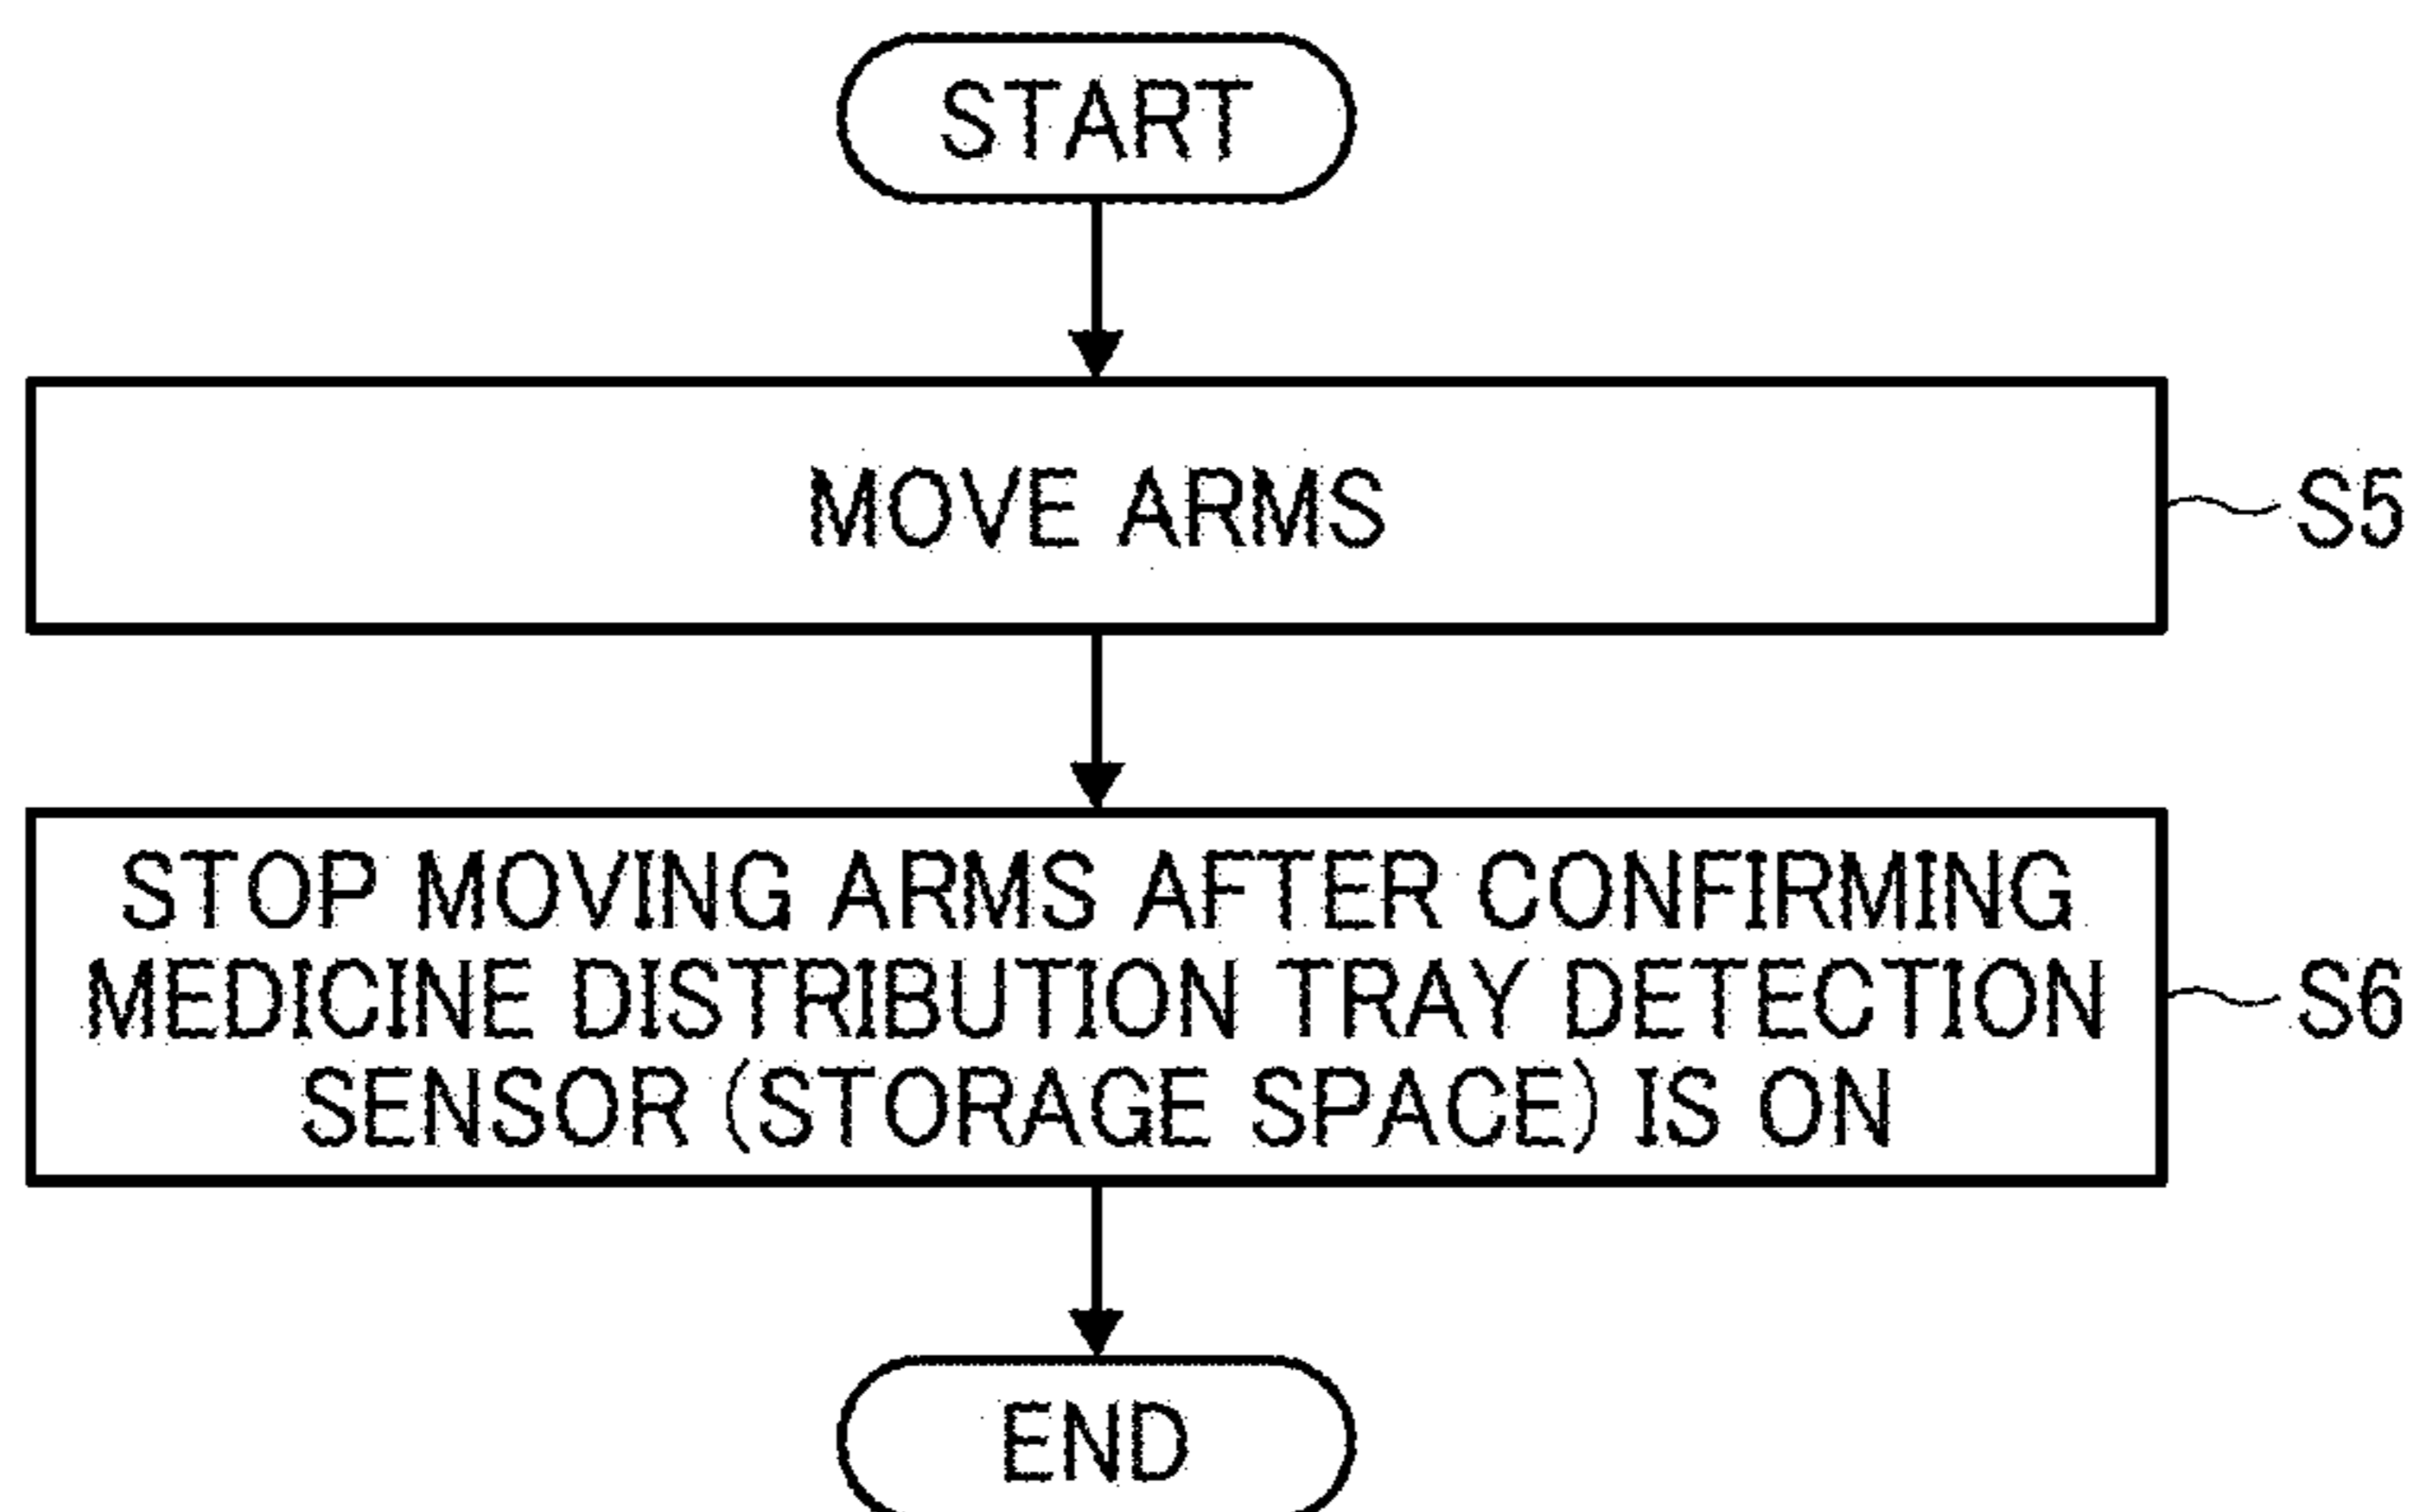 START
MOVE ARMS
S5
STOP MOVING ARMS AFTER CONFIRMING
MEDICINE DISTRIBUTION TRAY DETECTION
SENSOR (STORAGE SPACE) IS ON
S6
END